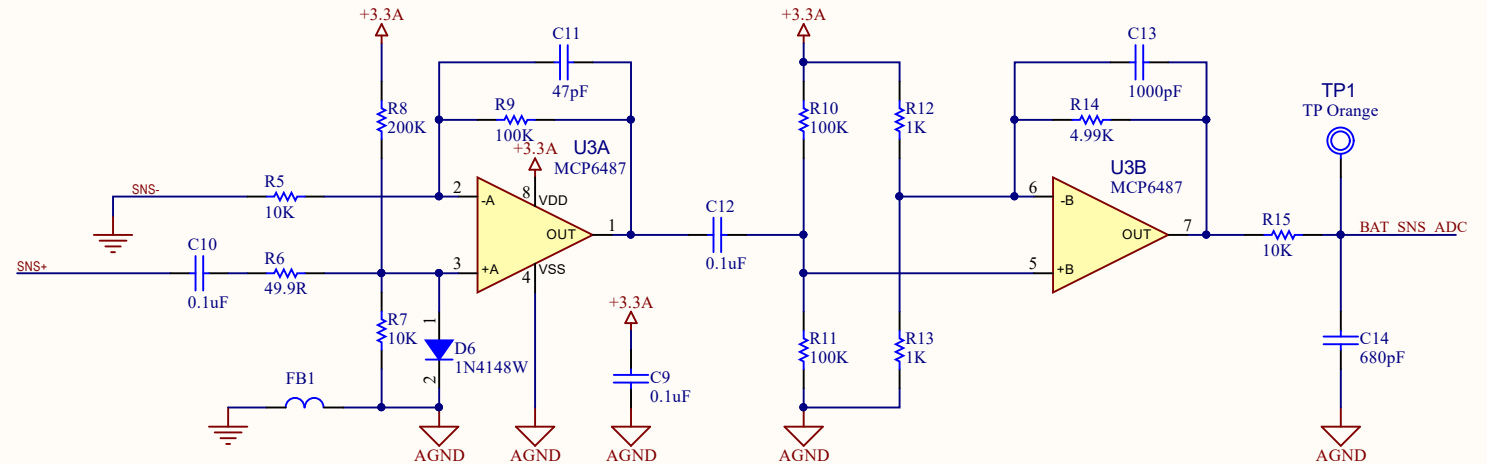 +3.3A
+3.3A
C11
47pF
C13
1000pF
R8
200K
R9
100K
R10
100K
R12
1K
R14
4.99K
TP1
TP Orange
+3.3A
U3A
MCP6487
U3B
MCP6487
SNS-
R5
10K
2
-A
8
VDD
OUT
1
C12
0.1uF
6
-B
OUT
7
R15
10K
BAT_SNS_ADC
SNS+
C10
0.1uF
R6
49.9R
3
+A
4
VSS
5
+B
+3.3A
R7
10K
1
D6
1N4148W
2
C9
0.1uF
R11
100K
R13
1K
C14
680pF
FB1
AGND
AGND
AGND
AGND
AGND